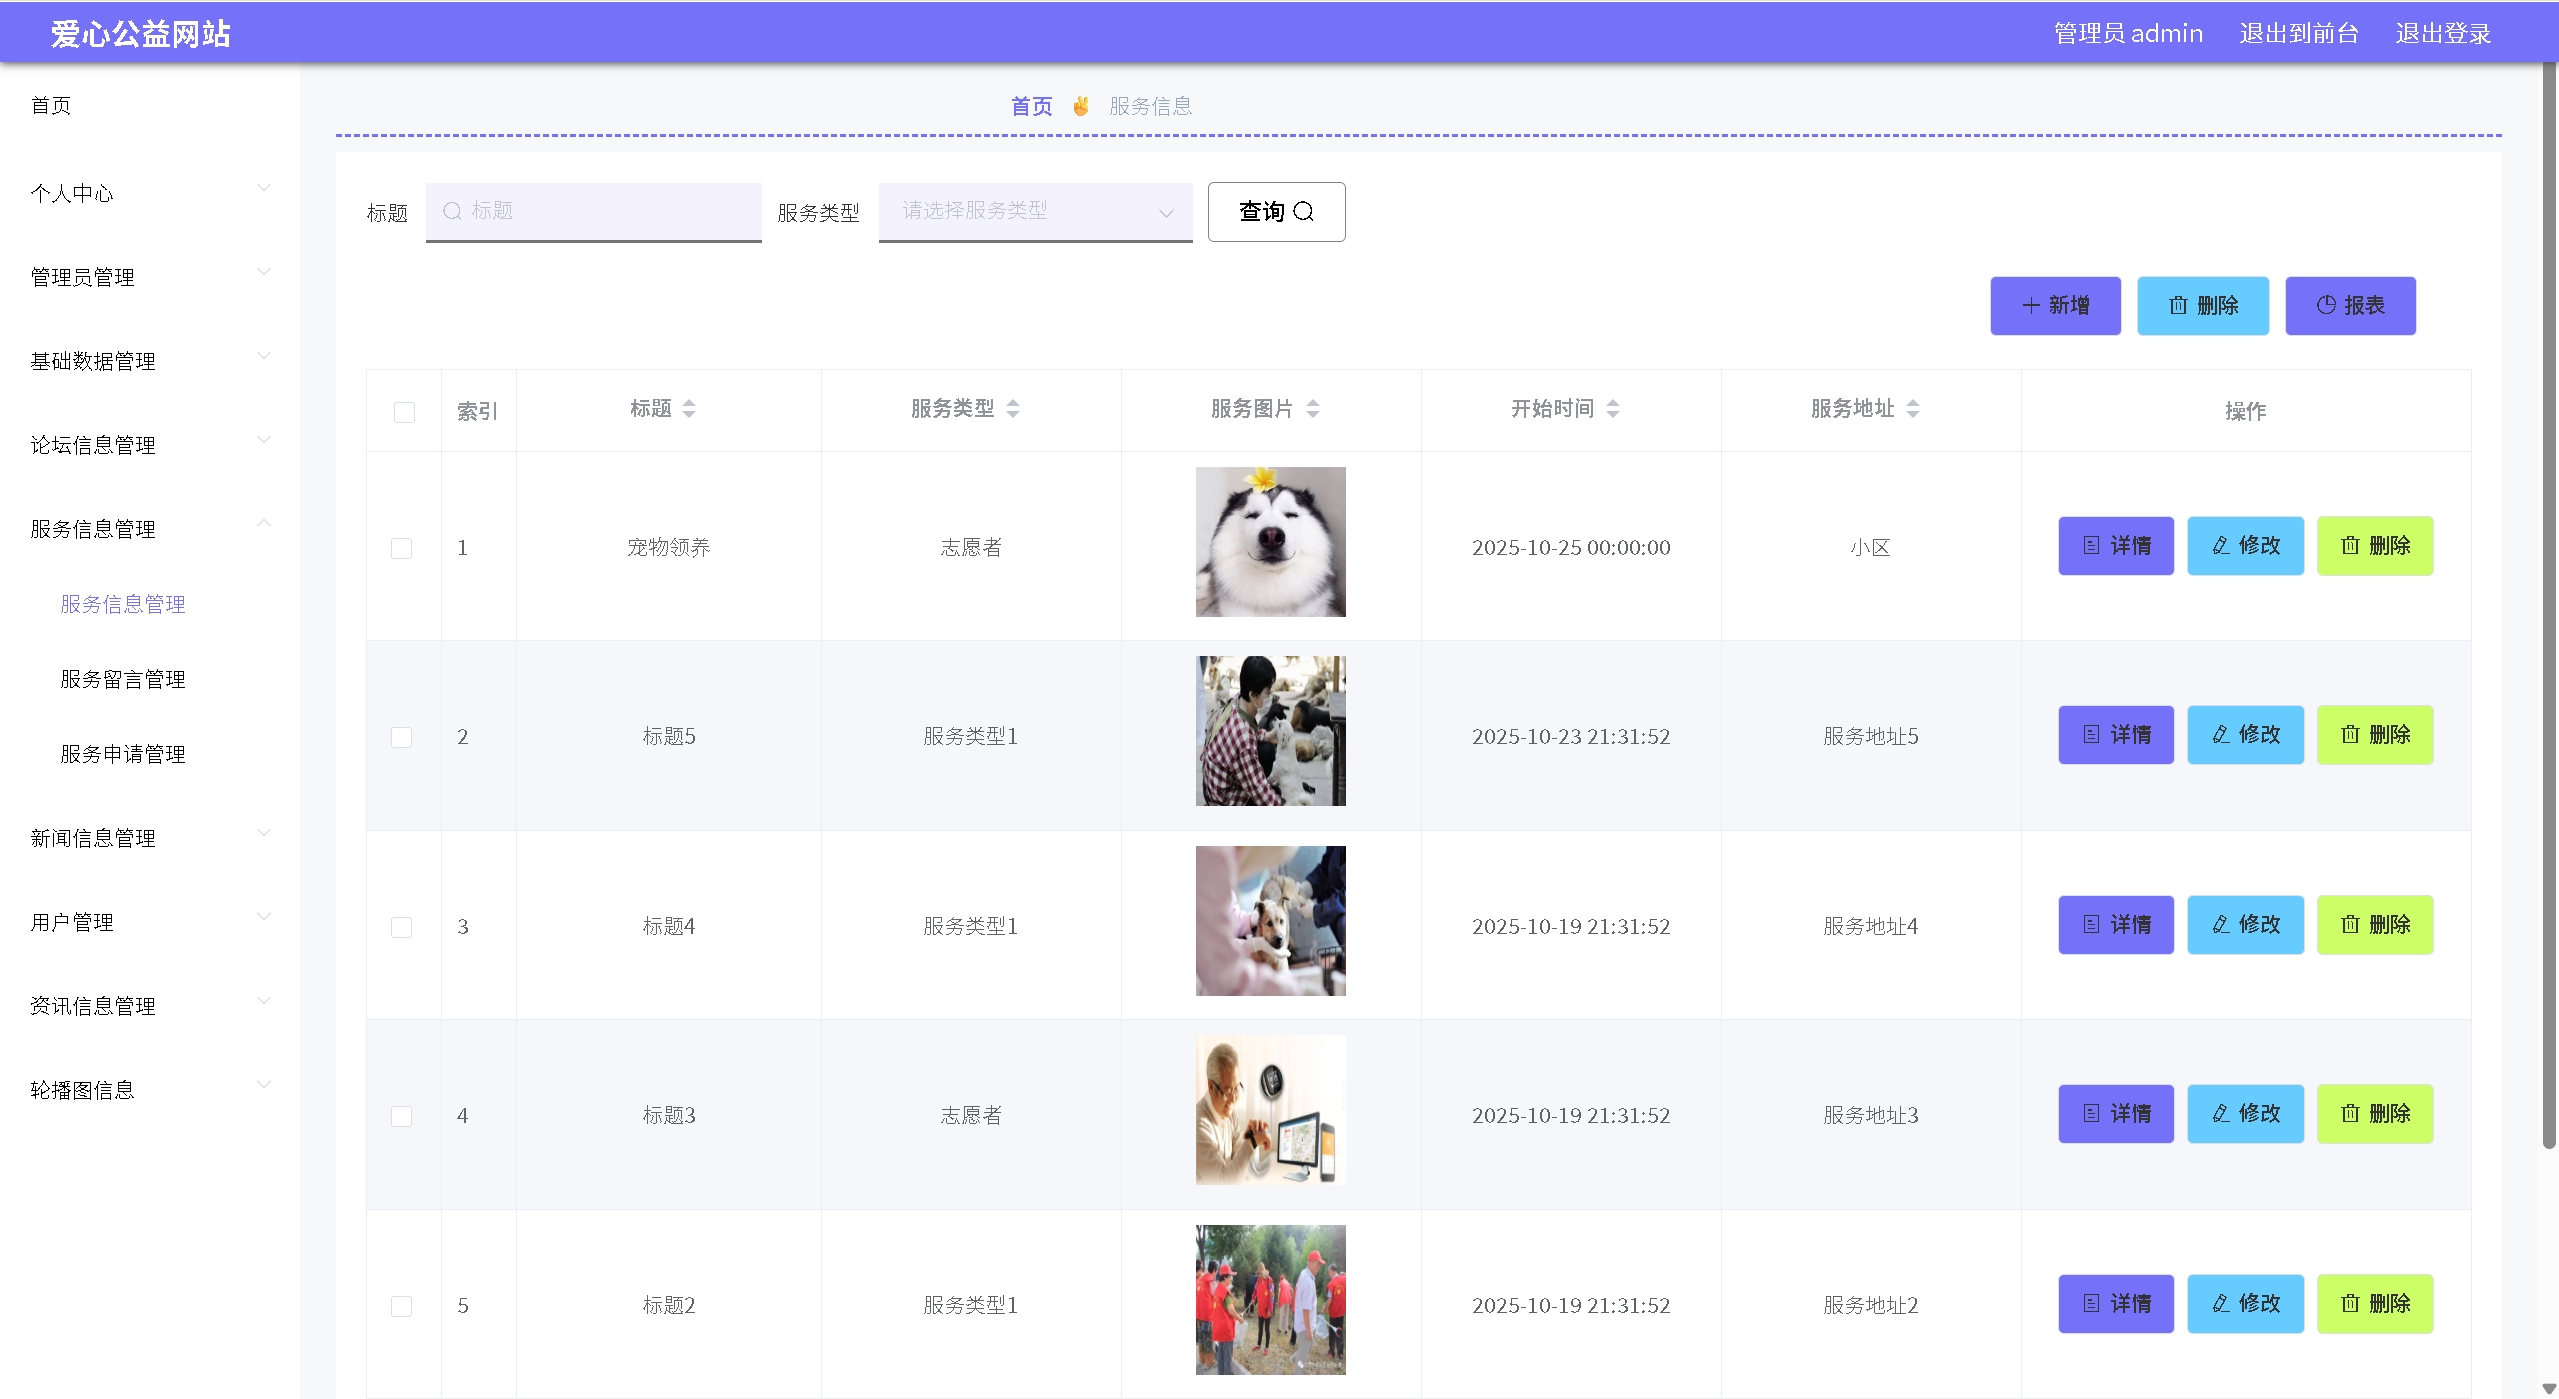 爱心公益网站
管理员 admin 退出到前台 退出登录
首页
个人中心
管理员管理
基础数据管理
论坛信息管理
服务信息管理
服务信息管理
服务留言管理
服务申请管理
新闻信息管理
用户管理
资讯信息管理
轮播图信息
首页 服务信息
标题 标题 服务类型 请选择服务类型 查询
新增 删除 报表
索引 标题 服务类型 服务图片 开始时间 服务地址 操作
1 宠物领养 志愿者 2025-10-25 00:00:00 小区 详情 修改 删除
2 标题5 服务类型1 2025-10-23 21:31:52 服务地址5 详情 修改 删除
3 标题4 服务类型1 2025-10-19 21:31:52 服务地址4 详情 修改 删除
4 标题3 志愿者 2025-10-19 21:31:52 服务地址3 详情 修改 删除
5 标题2 服务类型1 2025-10-19 21:31:52 服务地址2 详情 修改 删除